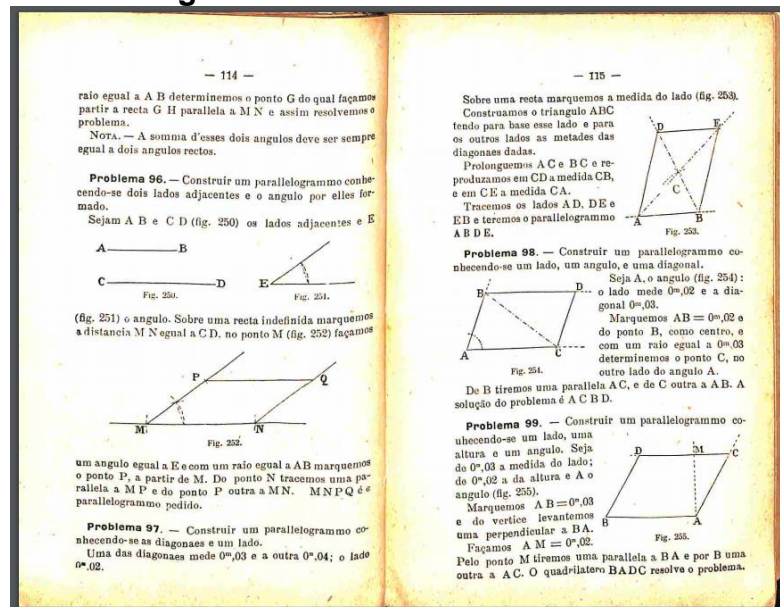 — 114 —
raio egual a A B determinemos o ponto G do qual façamos
partir a recta G H parallela a M N e assim resolvemos o
problema.
NOTA. — A somma d'esses dois angulos deve ser sempre
egual a dois angulos rectos.
Problema 96. — Construir um parallelogrammo conhe-
cendo-se dois lados adjacentes e o angulo por elles for-
mado.
Sejam A B e C D (fig. 250) os lados adjacentes e E
A B
C D
Fig. 250.
E
Fig. 251.
(fig. 251) o angulo. Sobre uma recta indefinida marquemos
a distancia M N egual a C D, no ponto M (fig. 252) façamos
P Q
M N
Fig. 252.
um angulo egual a E e com um raio egual a AB marquemos
o ponto P, a partir de M. Do ponto N tracemos uma pa-
rallela a M P e do ponto P outra a M N. M N P Q é o
parallelogrammo pedido.
Problema 97. — Construir um parallelogrammo co-
nhecendo-se as diagonaes e um lado.
Uma das diagonaes mede 0ᵐ,03 e a outra 0ᵐ.04; o lado
0ᵐ.02.
— 115 —
Sobre uma recta marquemos a medida do lado (fig. 253).
Construamos o triangulo ABC
tendo para base esse lado e para
os outros lados as metades das
diagonaes dadas.
Prolonguemos A C e B C e re-
produzamos em CD a medida CB,
e em C E a medida CA.
Tracemos os lados A D, D E e
E B e teremos o parallelogrammo
A B D E.
D E
C
A B
Fig. 253.
Problema 98. — Construir um parallelogrammo co-
nhecendo-se um lado, um angulo, e uma diagonal.
Seja A, o angulo (fig. 254):
o lado mede 0ᵐ,02 e a dia-
gonal 0ᵐ,03.
Marquemos AB = 0ᵐ,02 e
do ponto B, como centro, e
com um raio egual a 0ᵐ.03
determinemos o ponto C, no
outro lado do angulo A.
B D
A C
Fig. 254.
De B tiremos uma parallela A C, e de C outra a A B. A
solução do problema é A C B D.
Problema 99. — Construir um parallelogrammo co-
nhecendo-se um lado, uma
altura e um angulo. Seja
do 0ᵐ,03 a medida do lado;
de 0ᵐ,02 a da altura e A o
angulo (fig. 255).
Marquemos A B = 0ᵐ,03
e do vertice levantemos
uma perpendicular a B A.
Façamos A M = 0ᵐ,02.
D M C
B A
Fig. 255.
Pelo ponto M tiremos uma parallela a B A e por B uma
outra a A C. O quadrilatero BADC resolve o problema.